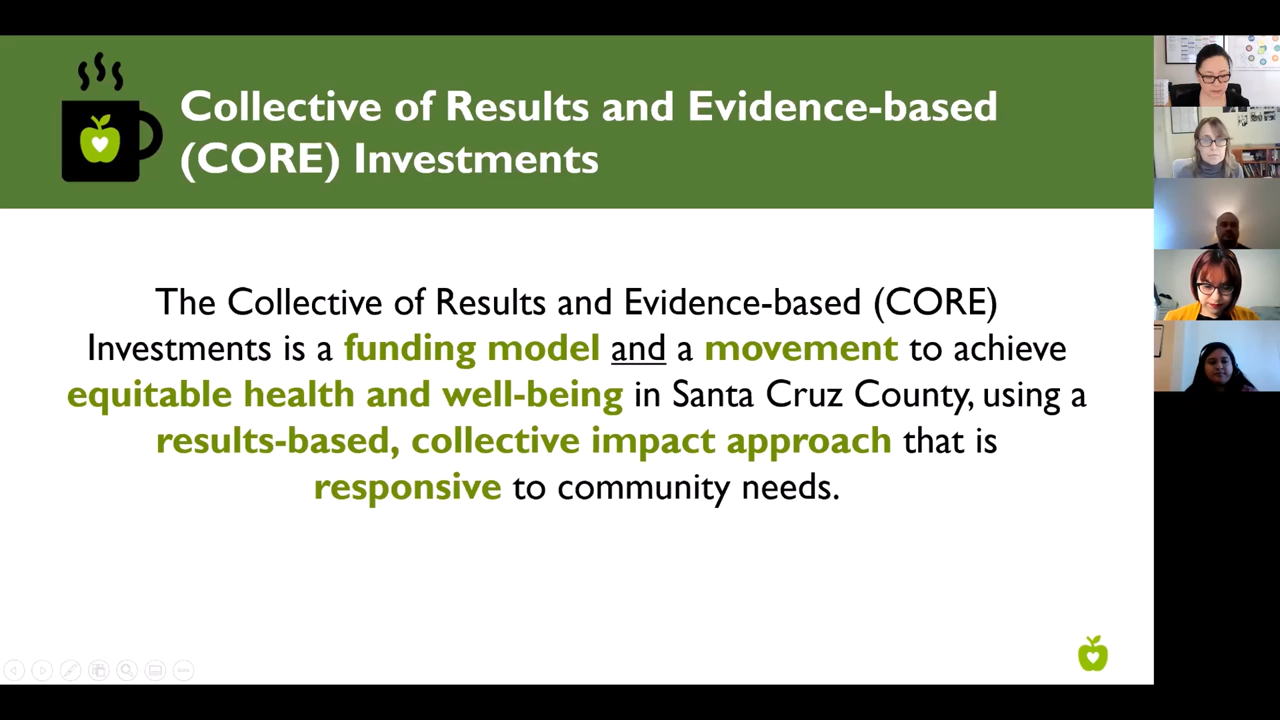 Collective of Results and Evidence-based
(CORE) Investments
The Collective of Results and Evidence-based (CORE)
Investments is a funding model and a movement to achieve
equitable health and well-being in Santa Cruz County, using a
results-based, collective impact approach that is
responsive to community needs.